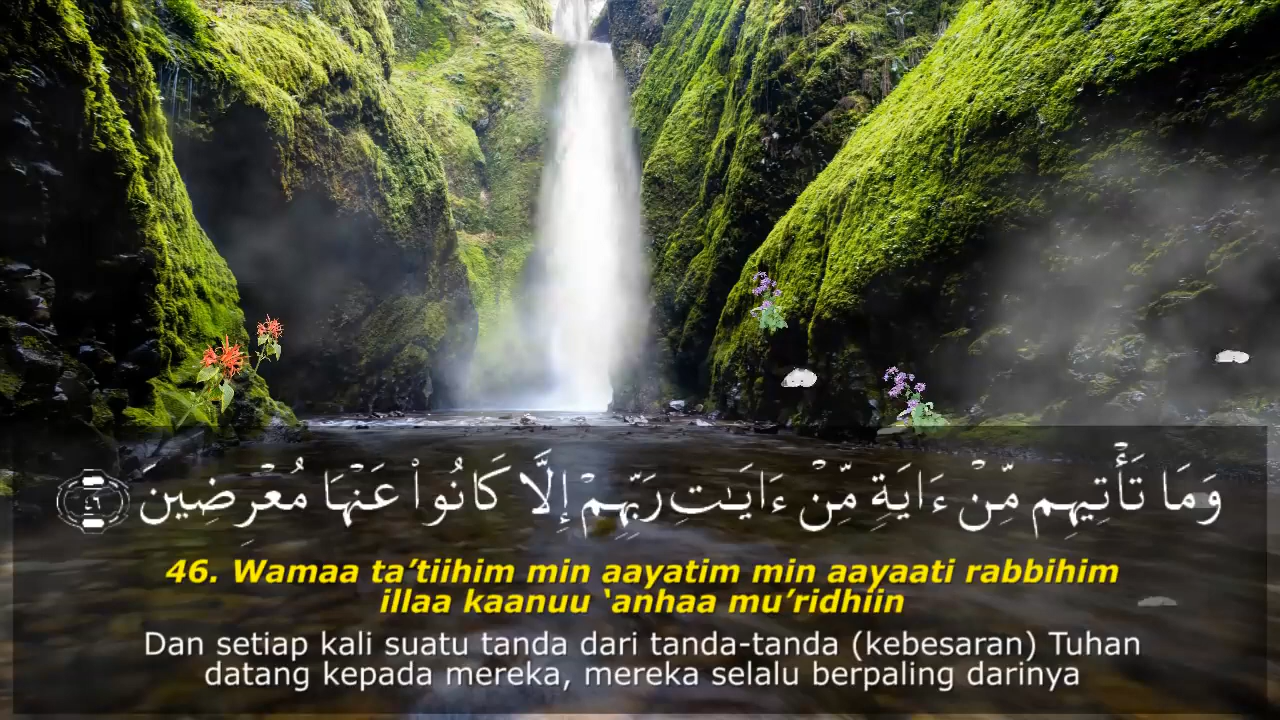 وَمَا تَأْتِيهِم مِّنْ ءَايَةٍ مِّنْ ءَايَـٰتِ رَبِّهِمْ إِلَّا كَانُوا۟ عَنْهَا مُعْرِضِينَ ٤٦
46. Wamaa ta’tiihim min aayatim min aayaati rabbihim
illaa kaanuu ‘anhaa mu’ridhiin
Dan setiap kali suatu tanda dari tanda-tanda (kebesaran) Tuhan
datang kepada mereka, mereka selalu berpaling darinya